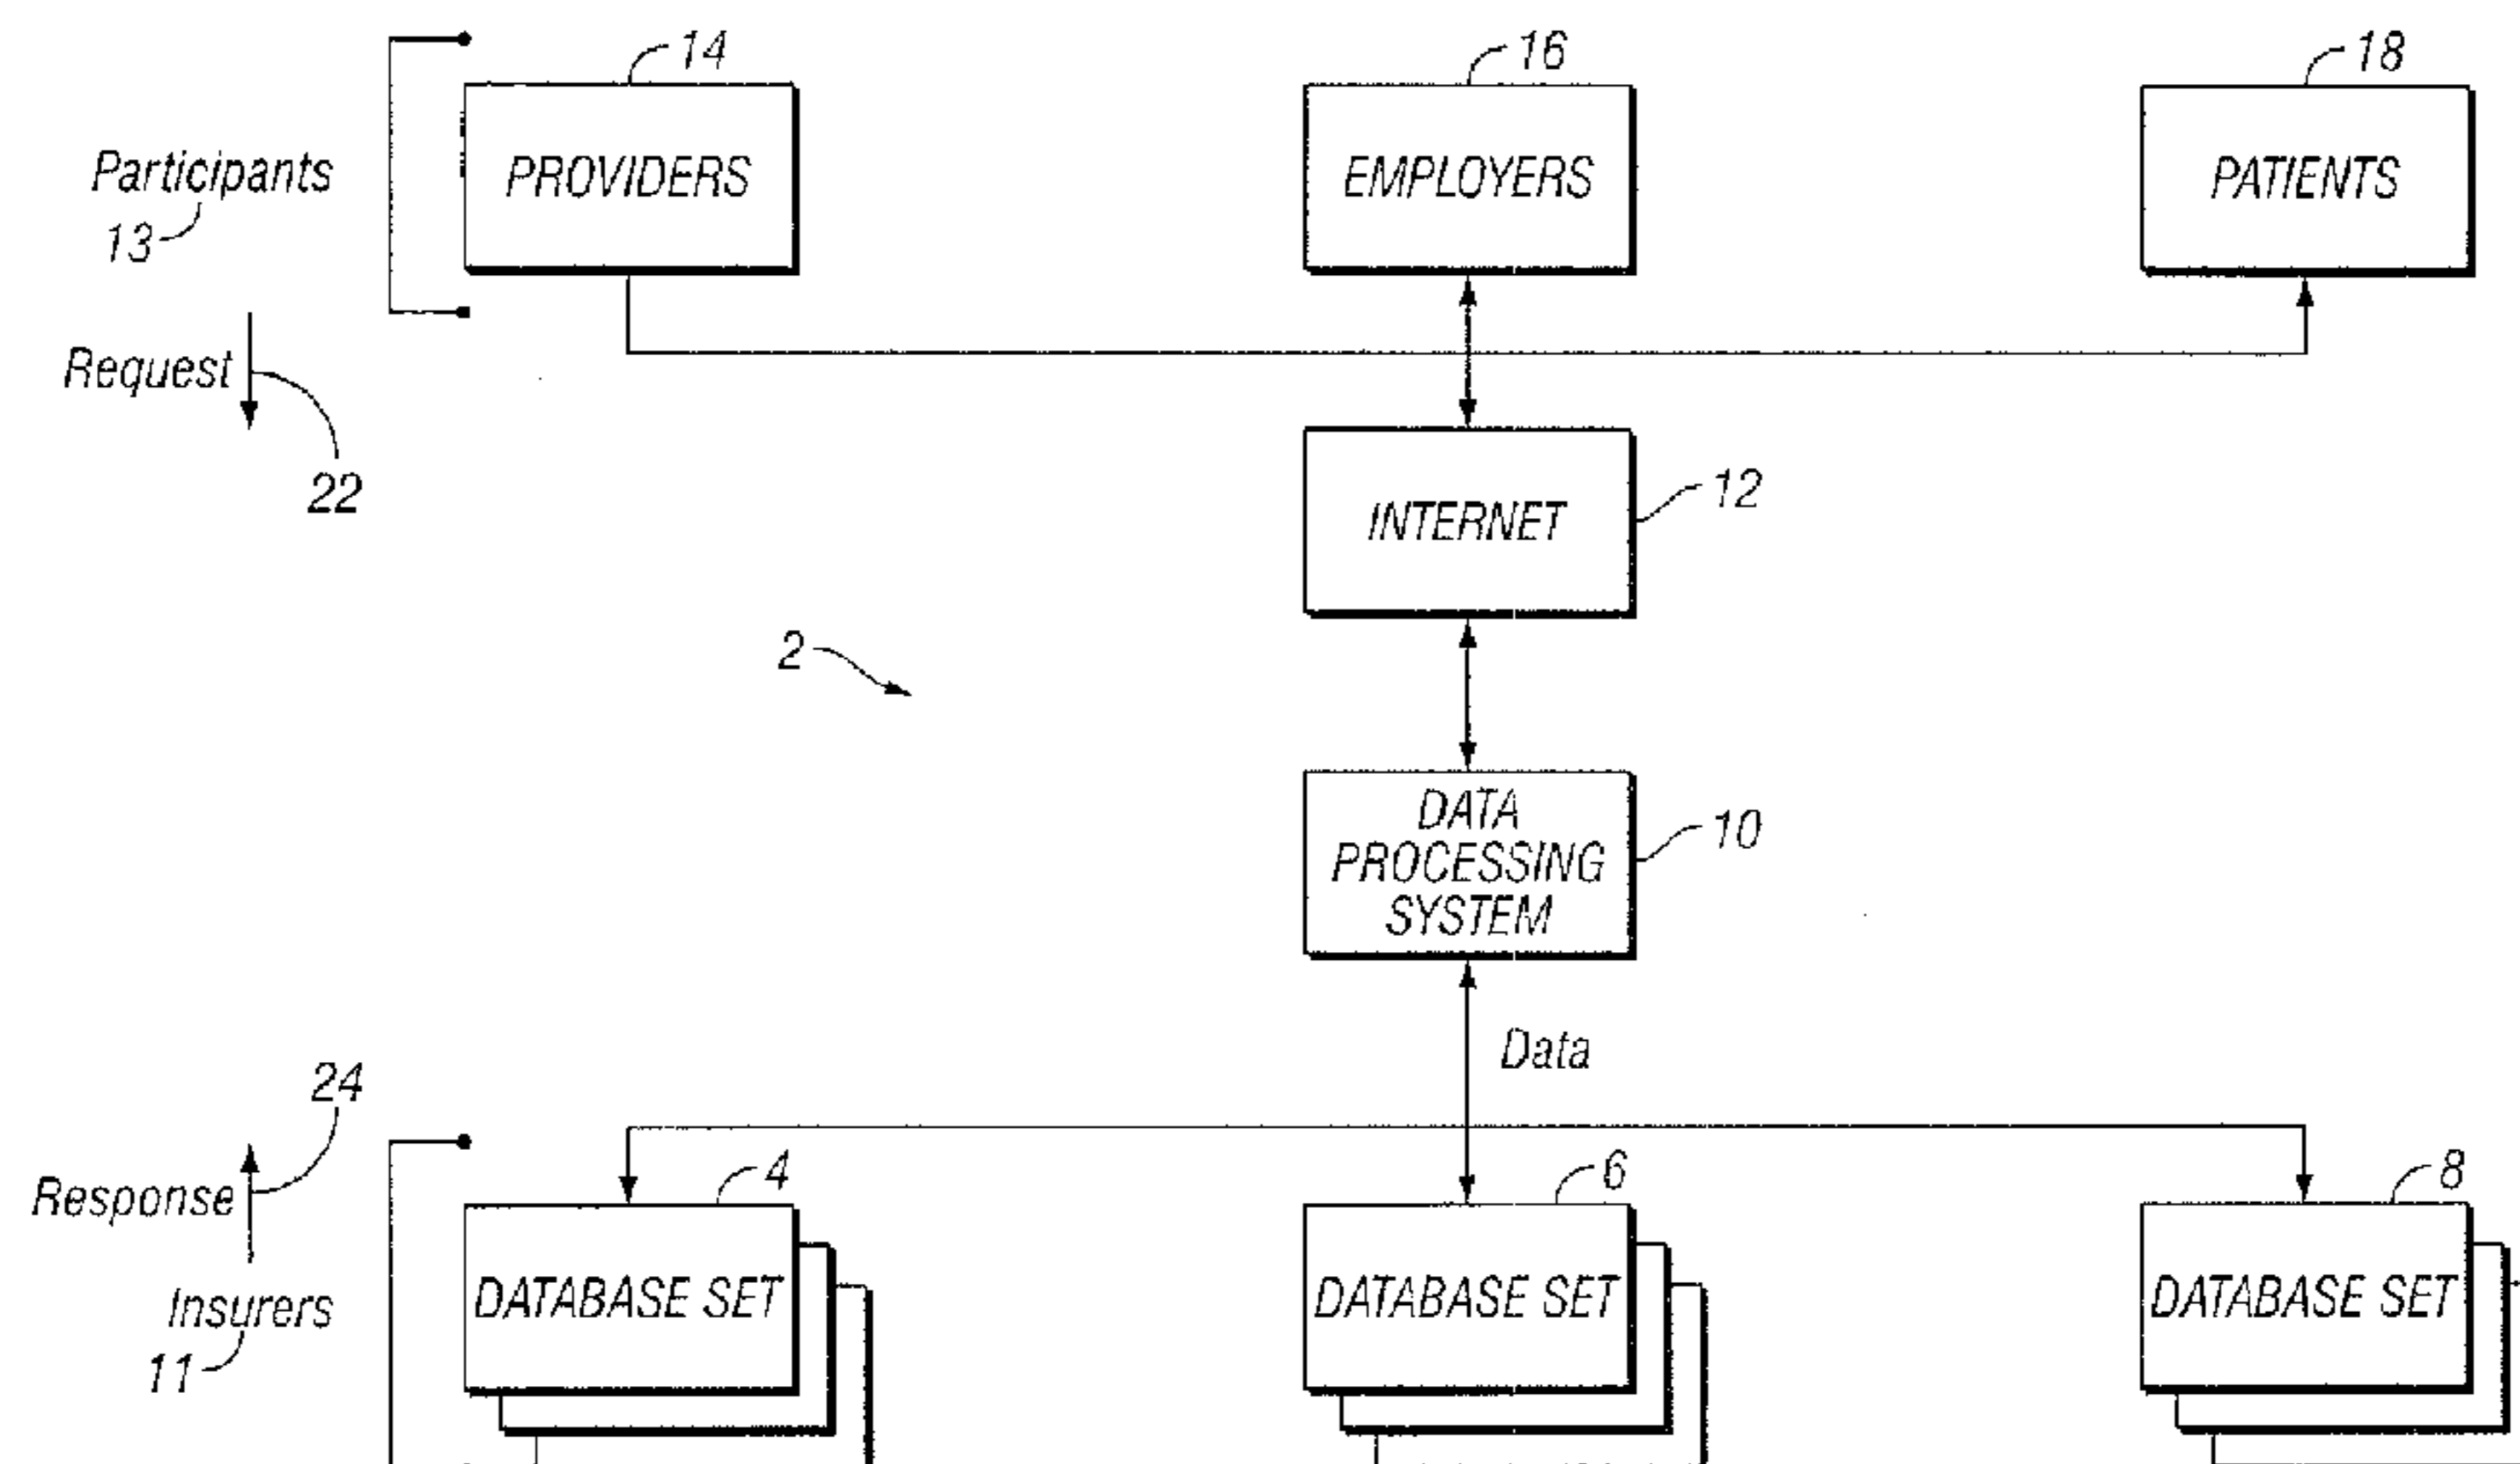 14
16
18
PROVIDERS
EMPLOYERS
PATIENTS
Participants
13
Request
22
INTERNET
12
2
DATA
PROCESSING
SYSTEM
10
Data
24
Response
Insurers
11
4
6
8
DATABASE SET
DATABASE SET
DATABASE SET